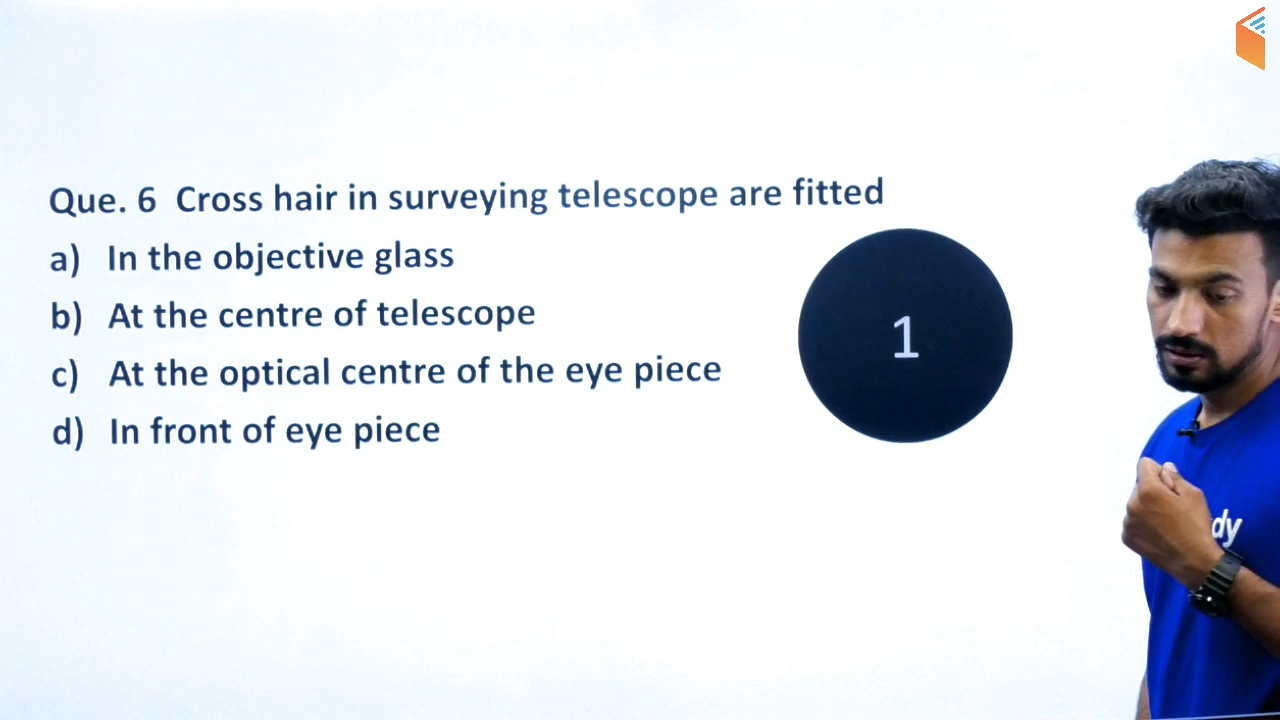 Que. 6 Cross hair in surveying telescope are fitted
a) In the objective glass
b) At the centre of telescope
c) At the optical centre of the eye piece
d) In front of eye piece
1
dy